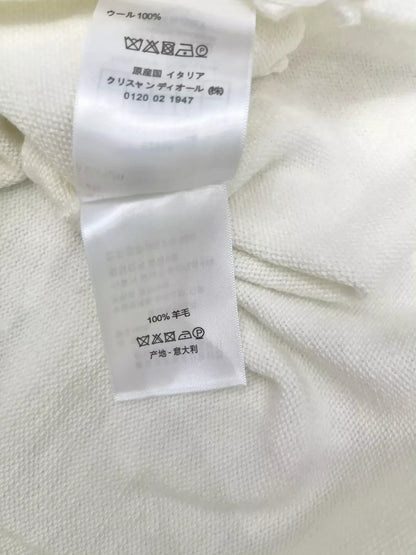 ウール 100%
原産国 イタリア
クリスャンディオール (株)
0120 02 1947
100% 羊毛
产地 - 意大利